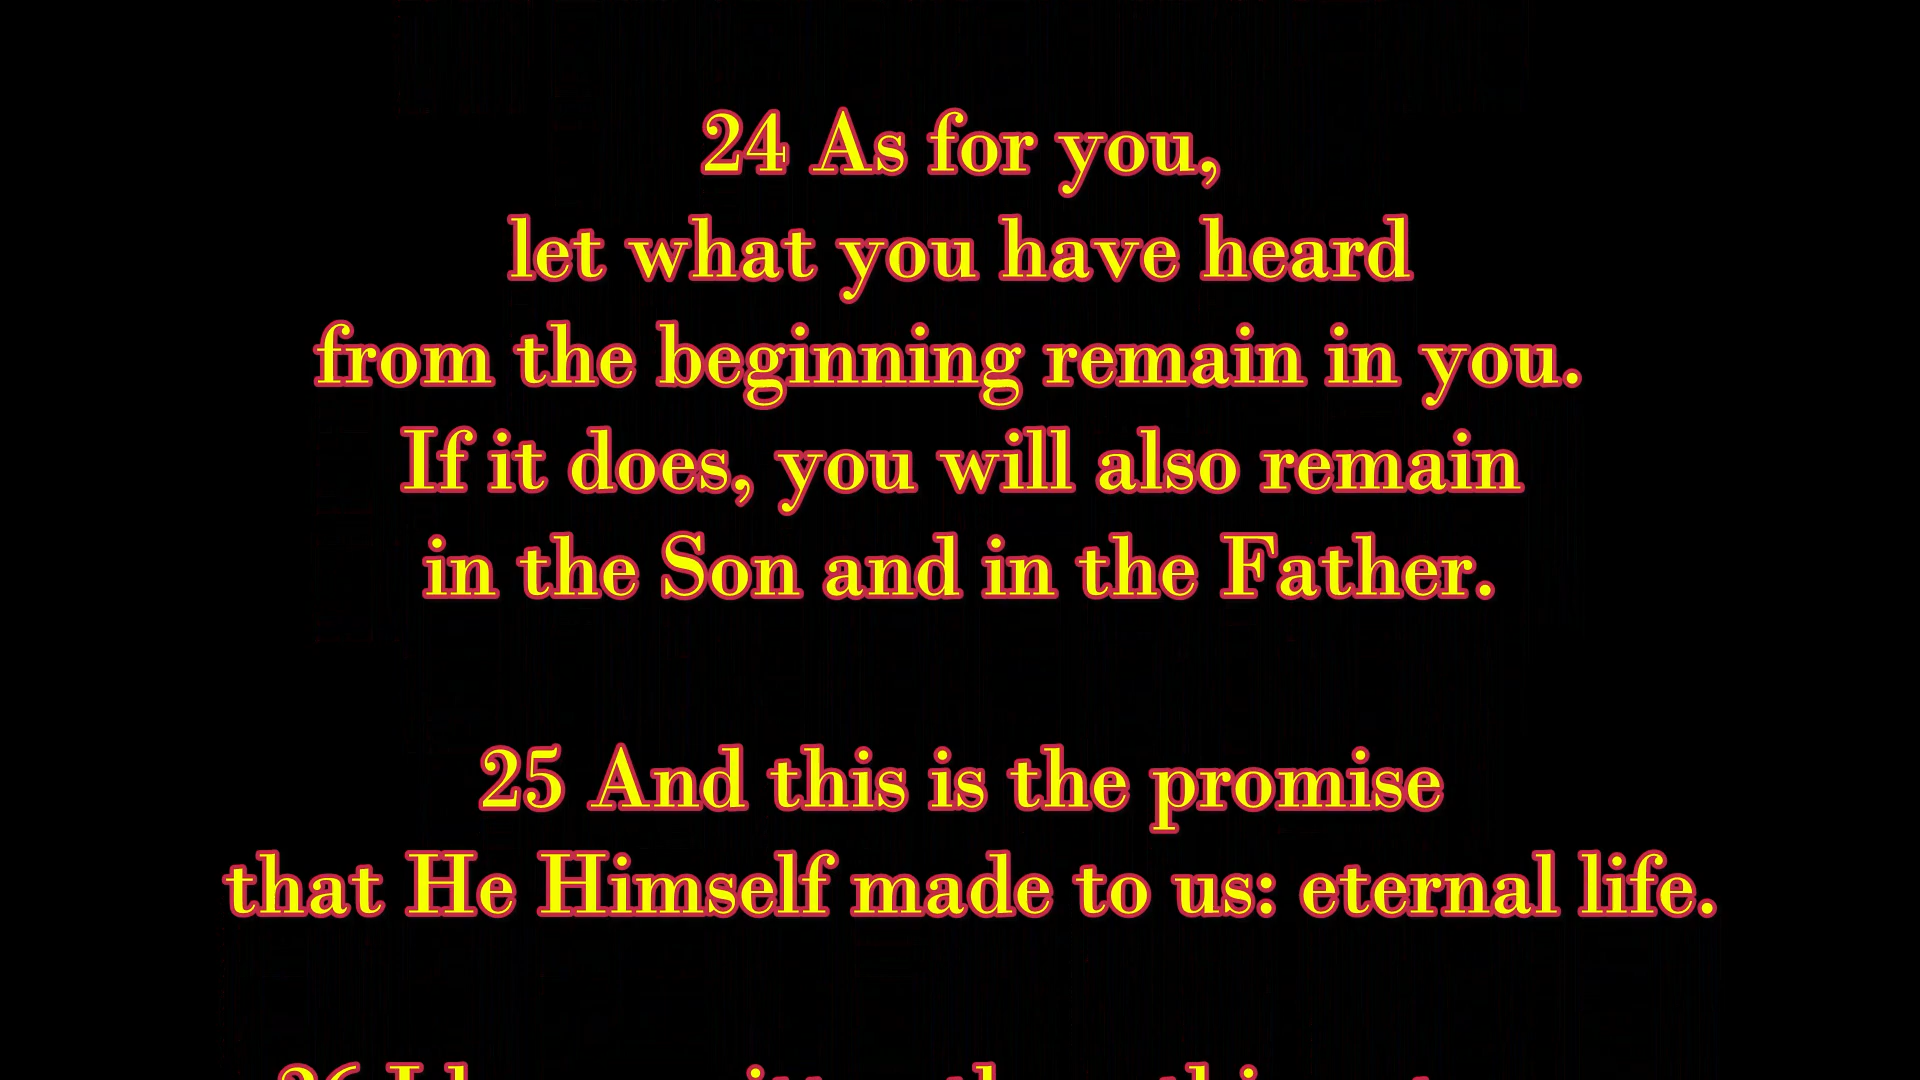 24 As for you,
let what you have heard
from the beginning remain in you.
If it does, you will also remain
in the Son and in the Father.
25 And this is the promise
that He Himself made to us: eternal life.